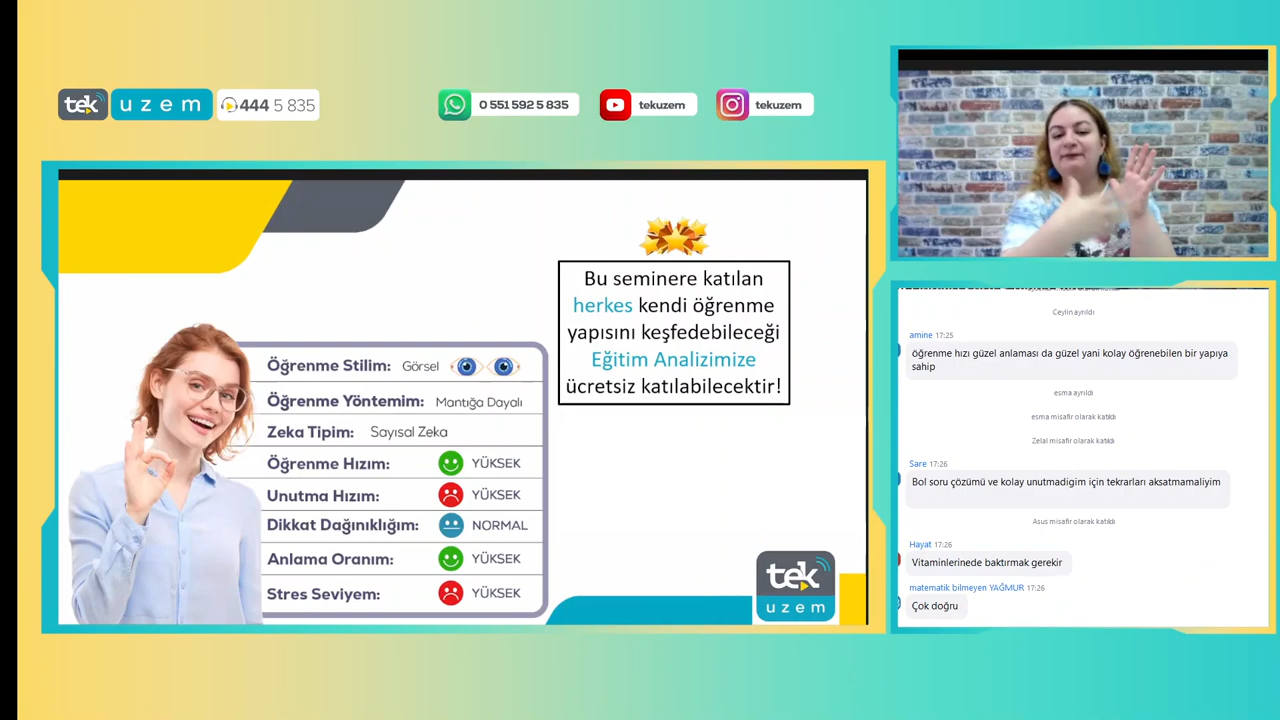 tek uzem 444 5 835
0 551 592 5 835
tekuzem
tekuzem
Bu seminere katılan
herkes kendi öğrenme
yapısını keşfedebileceği
Eğitim Analizimize
ücretsiz katılabilecektir!
Öğrenme Stilim: Görsel
Öğrenme Yöntemim: Mantığa Dayalı
Zeka Tipim: Sayısal Zeka
Öğrenme Hızım: YÜKSEK
Unutma Hızım: YÜKSEK
Dikkat Dağınıklığım: NORMAL
Anlama Oranım: YÜKSEK
Stres Seviyem: YÜKSEK
tek
uzem
Ceylin ayrıldı
amine 17:25
öğrenme hızı güzel anlaması da güzel yani kolay öğrenebilen bir yapıya
sahip
esma ayrıldı
esma misafir olarak katıldı
Zelal misafir olarak katıldı
Sare 17:26
Bol soru çözümü ve kolay unutmadigim için tekrarları aksatmamaliyim
Asus misafir olarak katıldı
Hayat 17:26
Vitaminlerinede baktırmak gerekir
matematik bilmeyen YAĞMUR 17:26
Çok doğru